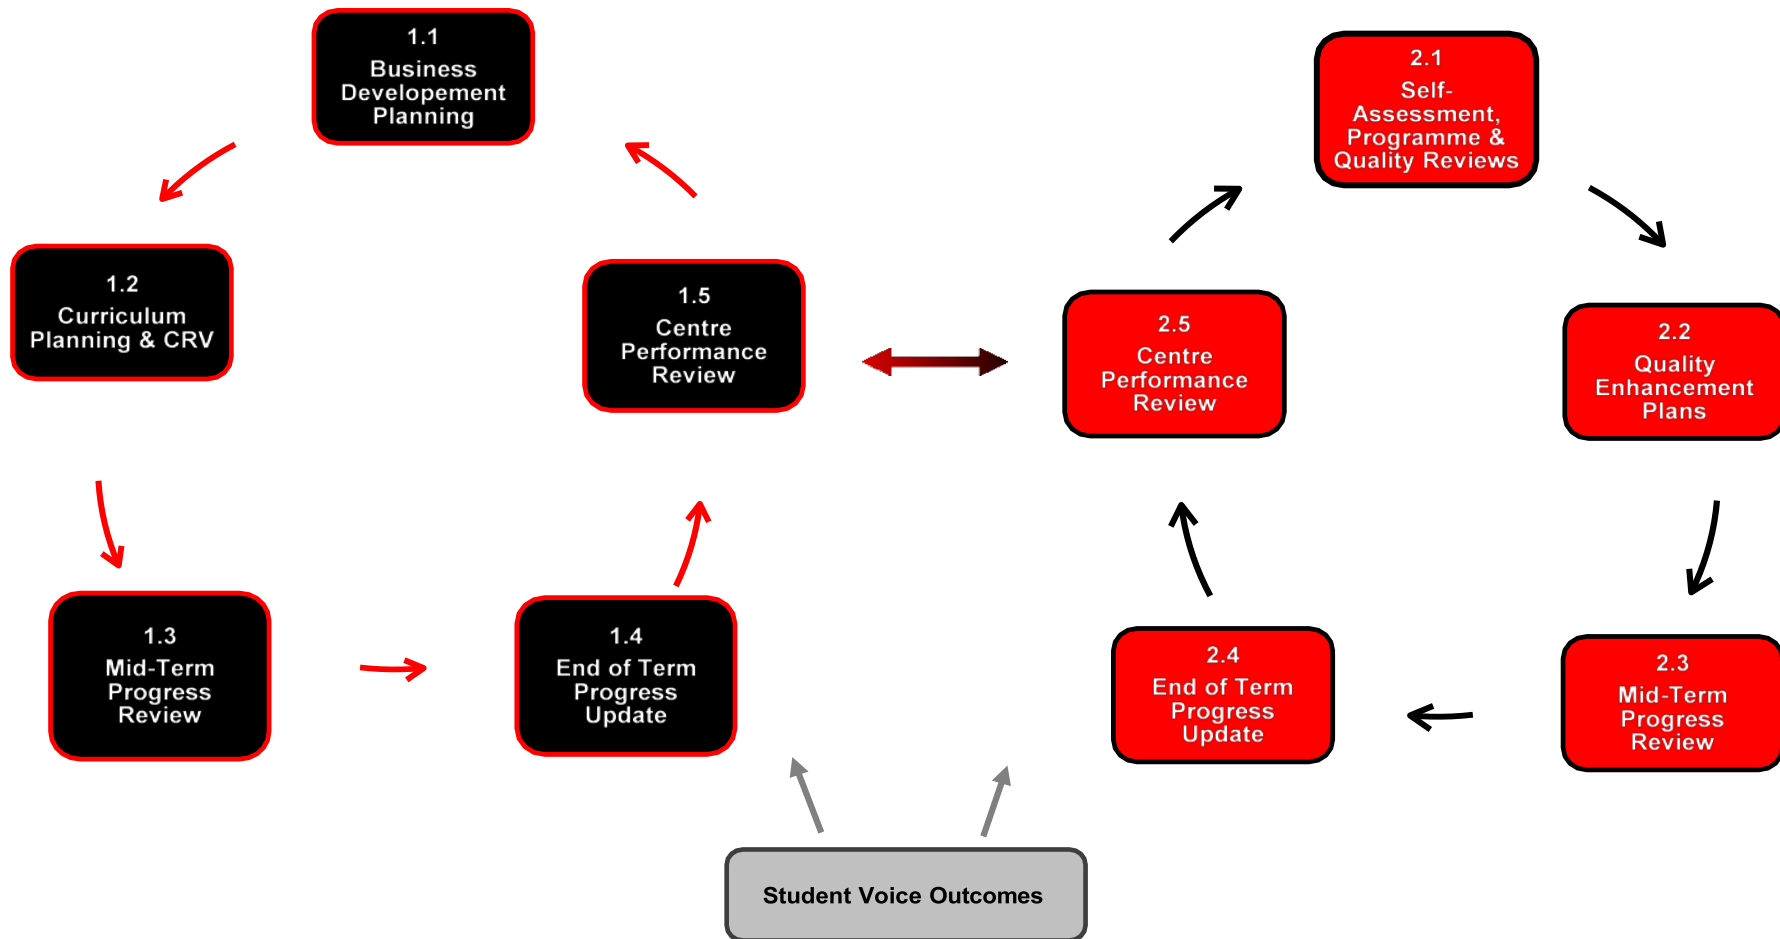 1.1
Business
Developement
Planning
1.2
Curriculum
Planning & CRV
1.3
Mid-Term
Progress
Review
1.4
End of Term
Progress
Update
1.5
Centre
Performance
Review
2.1
Self-
Assessment,
Programme &
Quality Reviews
2.2
Quality
Enhancement
Plans
2.3
Mid-Term
Progress
Review
2.4
End of Term
Progress
Update
2.5
Centre
Performance
Review
Student Voice Outcomes